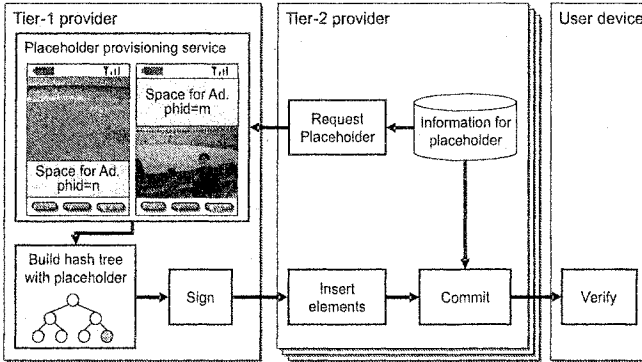 Tier-1 provider
Placeholder provisioning service
Space for Ad.
phid=n
Space for Ad.
phid=m
Build hash tree
with placeholder
Sign
Tier-2 provider
Request
Placeholder
Information for
placeholder
Insert
elements
Commit
User device
Verify